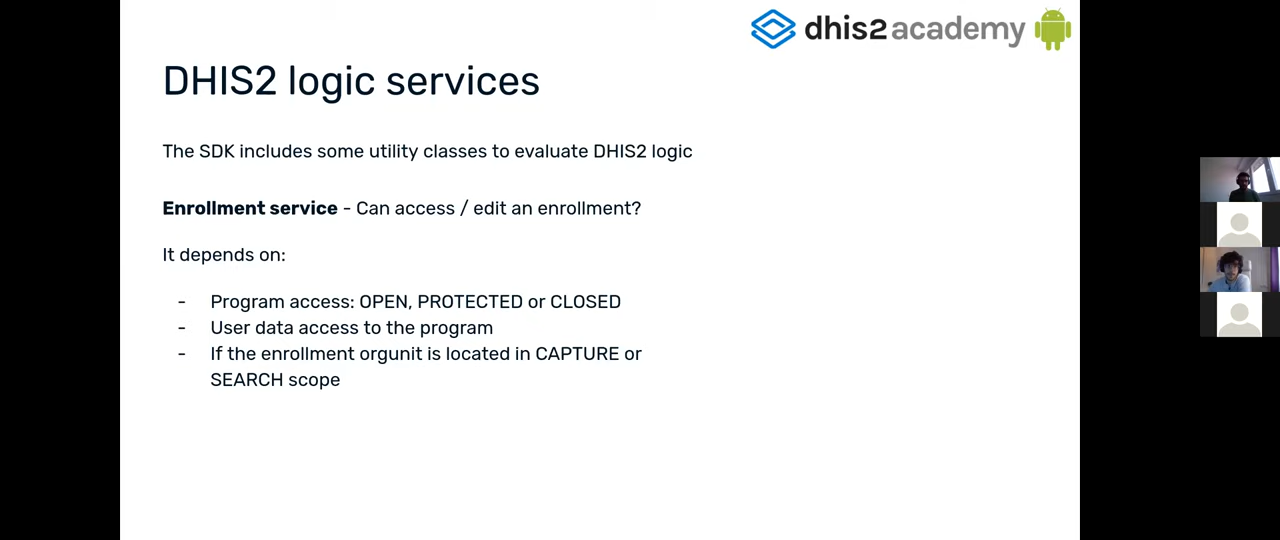 dhis2 academy
DHIS2 logic services
The SDK includes some utility classes to evaluate DHIS2 logic
Enrollment service - Can access / edit an enrollment?
It depends on:
- Program access: OPEN, PROTECTED or CLOSED
- User data access to the program
- If the enrollment orgunit is located in CAPTURE or
SEARCH scope